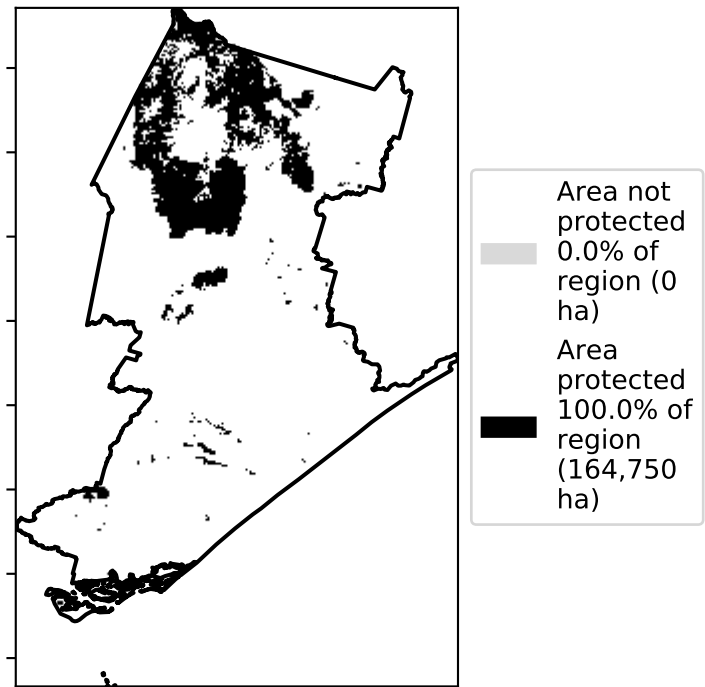 Area not
protected
0.0% of
region (0
ha)
Area
protected
100.0% of
region
(164,750
ha)